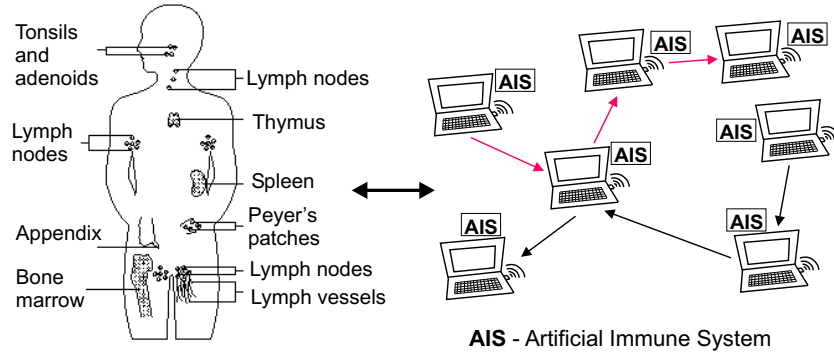 Tonsils
and
adenoids
Lymph nodes
Thymus
Lymph
nodes
Spleen
Peyer's
patches
Appendix
Lymph nodes
Bone
marrow
Lymph vessels
AIS
AIS
AIS
AIS
AIS
AIS
AIS
AIS - Artificial Immune System